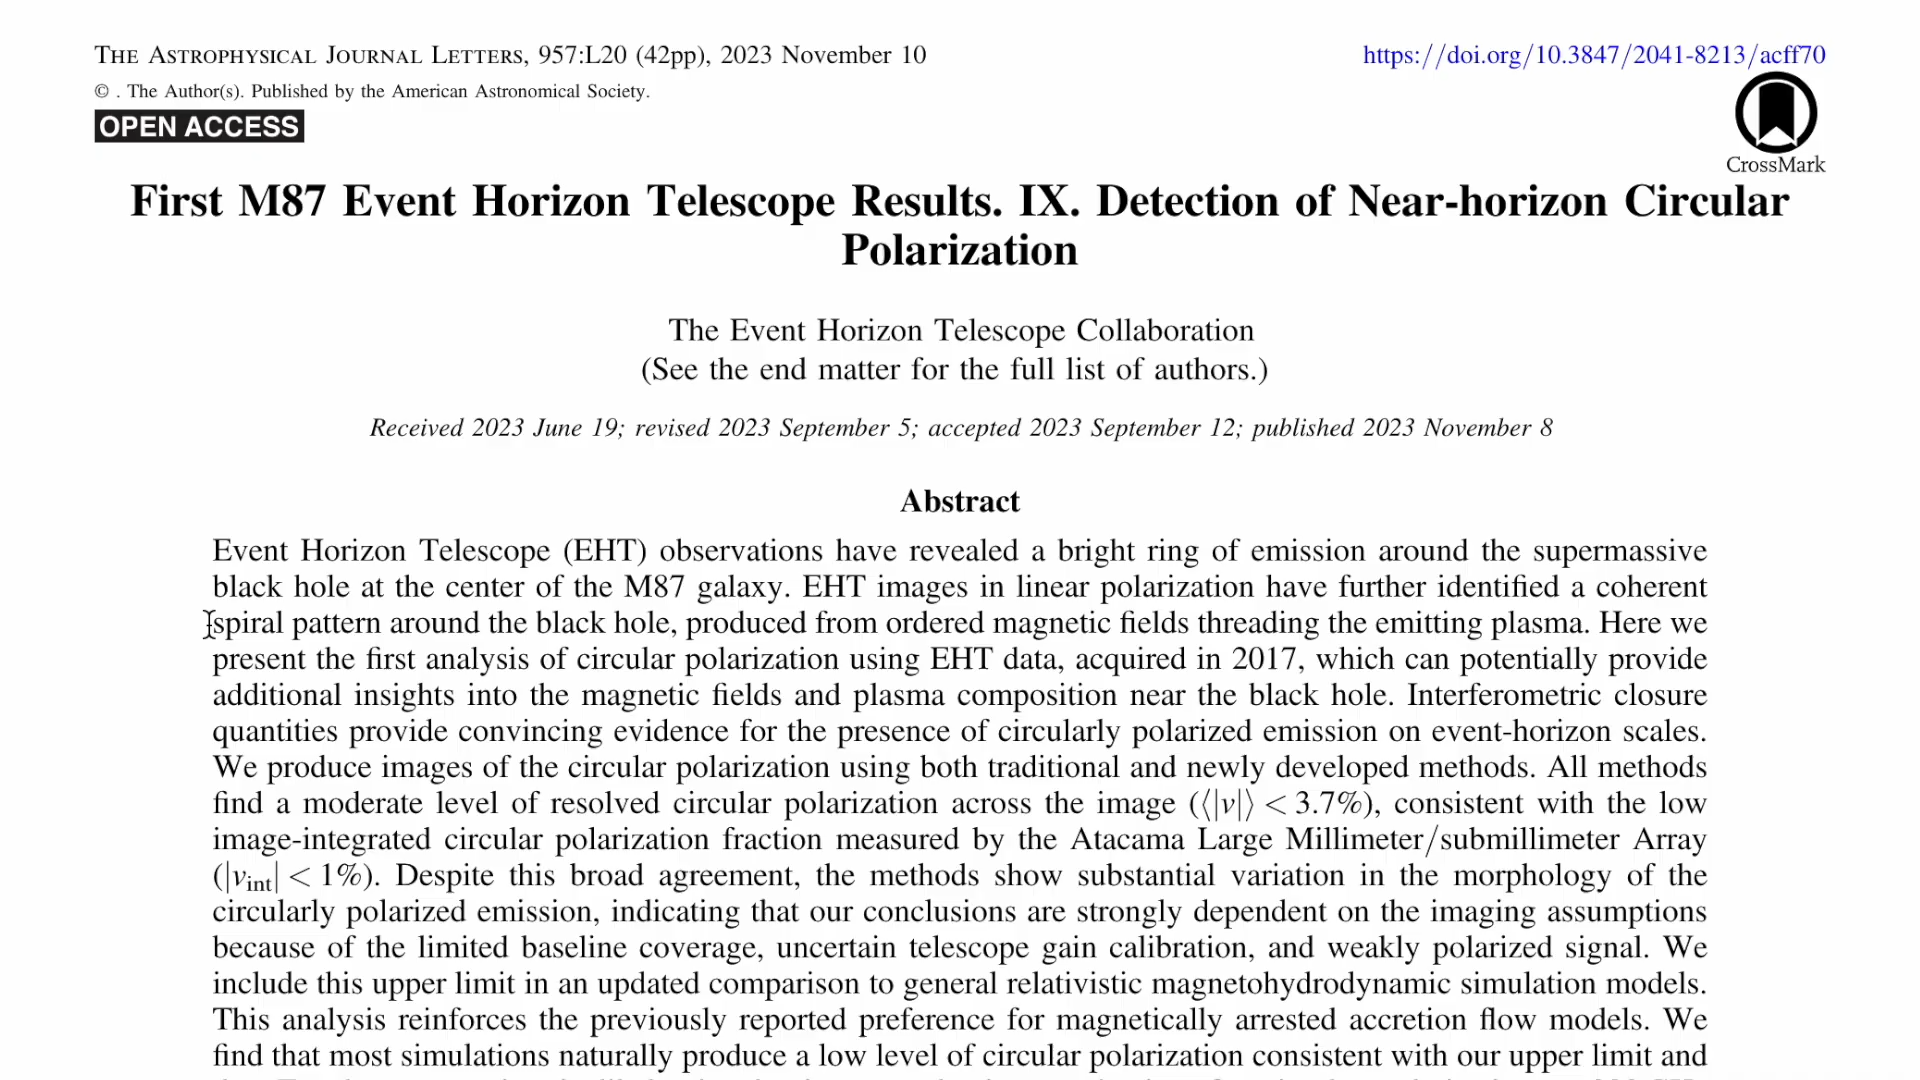 THE ASTROPHYSICAL JOURNAL LETTERS, 957:L20 (42pp), 2023 November 10
https://doi.org/10.3847/2041-8213/acff70
© . The Author(s). Published by the American Astronomical Society.
OPEN ACCESS
CrossMark
First M87 Event Horizon Telescope Results. IX. Detection of Near-horizon Circular
Polarization
The Event Horizon Telescope Collaboration
(See the end matter for the full list of authors.)
Received 2023 June 19; revised 2023 September 5; accepted 2023 September 12; published 2023 November 8
Abstract
Event Horizon Telescope (EHT) observations have revealed a bright ring of emission around the supermassive
black hole at the center of the M87 galaxy. EHT images in linear polarization have further identified a coherent
spiral pattern around the black hole, produced from ordered magnetic fields threading the emitting plasma. Here we
present the first analysis of circular polarization using EHT data, acquired in 2017, which can potentially provide
additional insights into the magnetic fields and plasma composition near the black hole. Interferometric closure
quantities provide convincing evidence for the presence of circularly polarized emission on event-horizon scales.
We produce images of the circular polarization using both traditional and newly developed methods. All methods
find a moderate level of resolved circular polarization across the image (⟨|v|⟩ < 3.7%), consistent with the low
image-integrated circular polarization fraction measured by the Atacama Large Millimeter/submillimeter Array
(|v_int| < 1%). Despite this broad agreement, the methods show substantial variation in the morphology of the
circularly polarized emission, indicating that our conclusions are strongly dependent on the imaging assumptions
because of the limited baseline coverage, uncertain telescope gain calibration, and weakly polarized signal. We
include this upper limit in an updated comparison to general relativistic magnetohydrodynamic simulation models.
This analysis reinforces the previously reported preference for magnetically arrested accretion flow models. We
find that most simulations naturally produce a low level of circular polarization consistent with our upper limit and